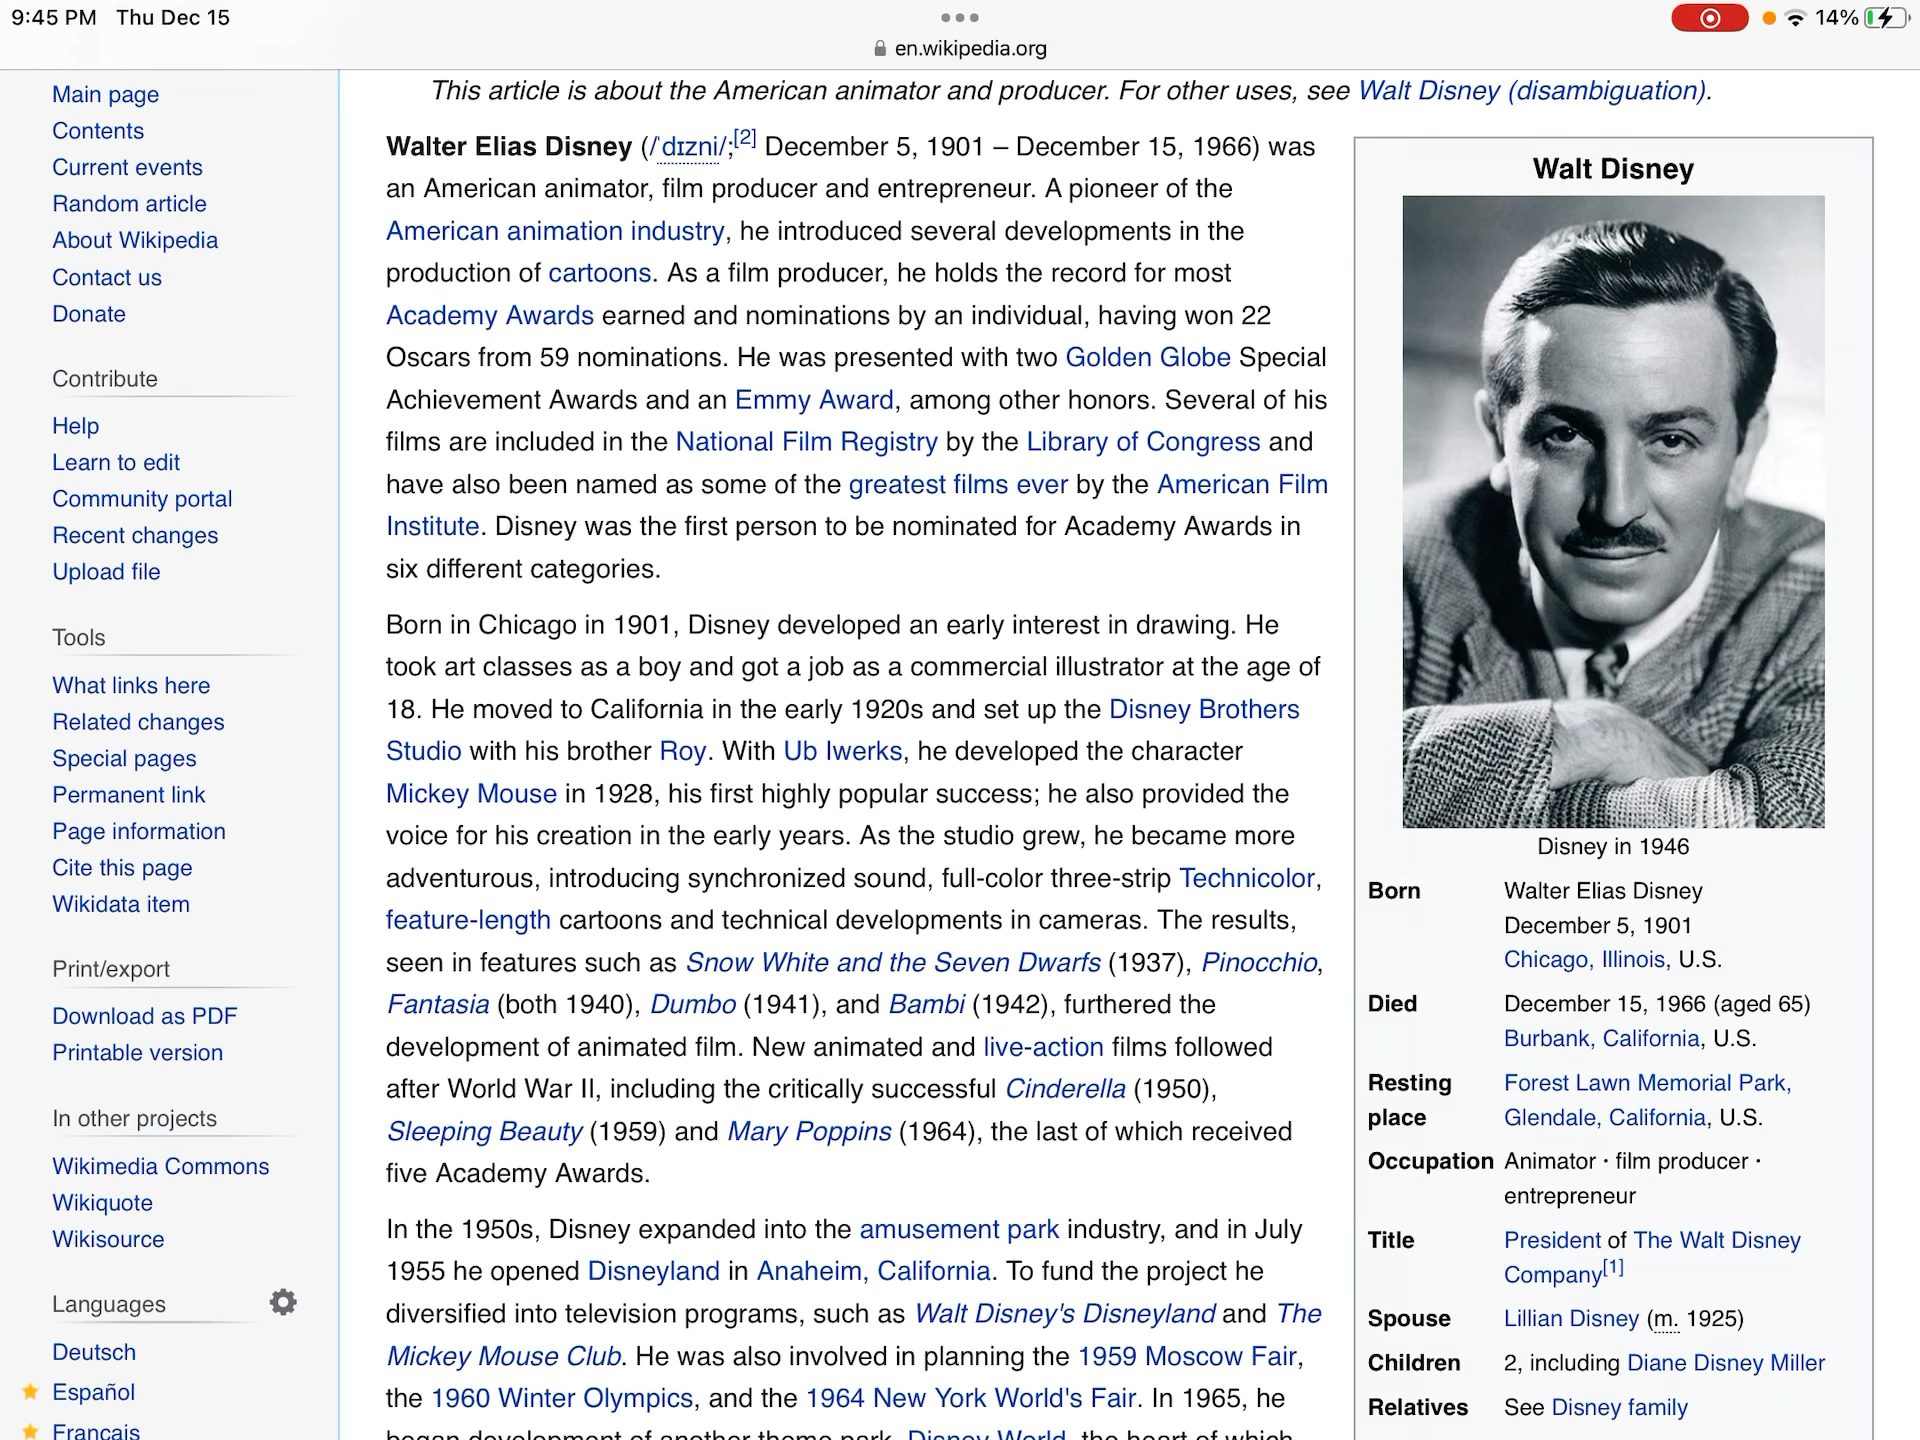 9:45 PM Thu Dec 15
14%
en.wikipedia.org
Main page
Contents
Current events
Random article
About Wikipedia
Contact us
Donate
Contribute
Help
Learn to edit
Community portal
Recent changes
Upload file
Tools
What links here
Related changes
Special pages
Permanent link
Page information
Cite this page
Wikidata item
Print/export
Download as PDF
Printable version
In other projects
Wikimedia Commons
Wikiquote
Wikisource
Languages
Deutsch
Español
Français
This article is about the American animator and producer. For other uses, see Walt Disney (disambiguation).
Walter Elias Disney (/ˈdɪzni/;[2] December 5, 1901 – December 15, 1966) was
an American animator, film producer and entrepreneur. A pioneer of the
American animation industry, he introduced several developments in the
production of cartoons. As a film producer, he holds the record for most
Academy Awards earned and nominations by an individual, having won 22
Oscars from 59 nominations. He was presented with two Golden Globe Special
Achievement Awards and an Emmy Award, among other honors. Several of his
films are included in the National Film Registry by the Library of Congress and
have also been named as some of the greatest films ever by the American Film
Institute. Disney was the first person to be nominated for Academy Awards in
six different categories.
Born in Chicago in 1901, Disney developed an early interest in drawing. He
took art classes as a boy and got a job as a commercial illustrator at the age of
18. He moved to California in the early 1920s and set up the Disney Brothers
Studio with his brother Roy. With Ub Iwerks, he developed the character
Mickey Mouse in 1928, his first highly popular success; he also provided the
voice for his creation in the early years. As the studio grew, he became more
adventurous, introducing synchronized sound, full-color three-strip Technicolor,
feature-length cartoons and technical developments in cameras. The results,
seen in features such as Snow White and the Seven Dwarfs (1937), Pinocchio,
Fantasia (both 1940), Dumbo (1941), and Bambi (1942), furthered the
development of animated film. New animated and live-action films followed
after World War II, including the critically successful Cinderella (1950),
Sleeping Beauty (1959) and Mary Poppins (1964), the last of which received
five Academy Awards.
In the 1950s, Disney expanded into the amusement park industry, and in July
1955 he opened Disneyland in Anaheim, California. To fund the project he
diversified into television programs, such as Walt Disney's Disneyland and The
Mickey Mouse Club. He was also involved in planning the 1959 Moscow Fair,
the 1960 Winter Olympics, and the 1964 New York World's Fair. In 1965, he
began development of another theme park, Disney World, the heart of which
Walt Disney
Disney in 1946
Born Walter Elias Disney
December 5, 1901
Chicago, Illinois, U.S.
Died December 15, 1966 (aged 65)
Burbank, California, U.S.
Resting Forest Lawn Memorial Park,
place Glendale, California, U.S.
Occupation Animator · film producer ·
entrepreneur
Title President of The Walt Disney
Company[1]
Spouse Lillian Disney (m. 1925)
Children 2, including Diane Disney Miller
Relatives See Disney family